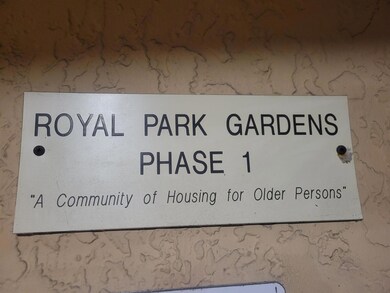 ROYAL PARK GARDENS
PHASE 1
"A Community of Housing for Older Persons"